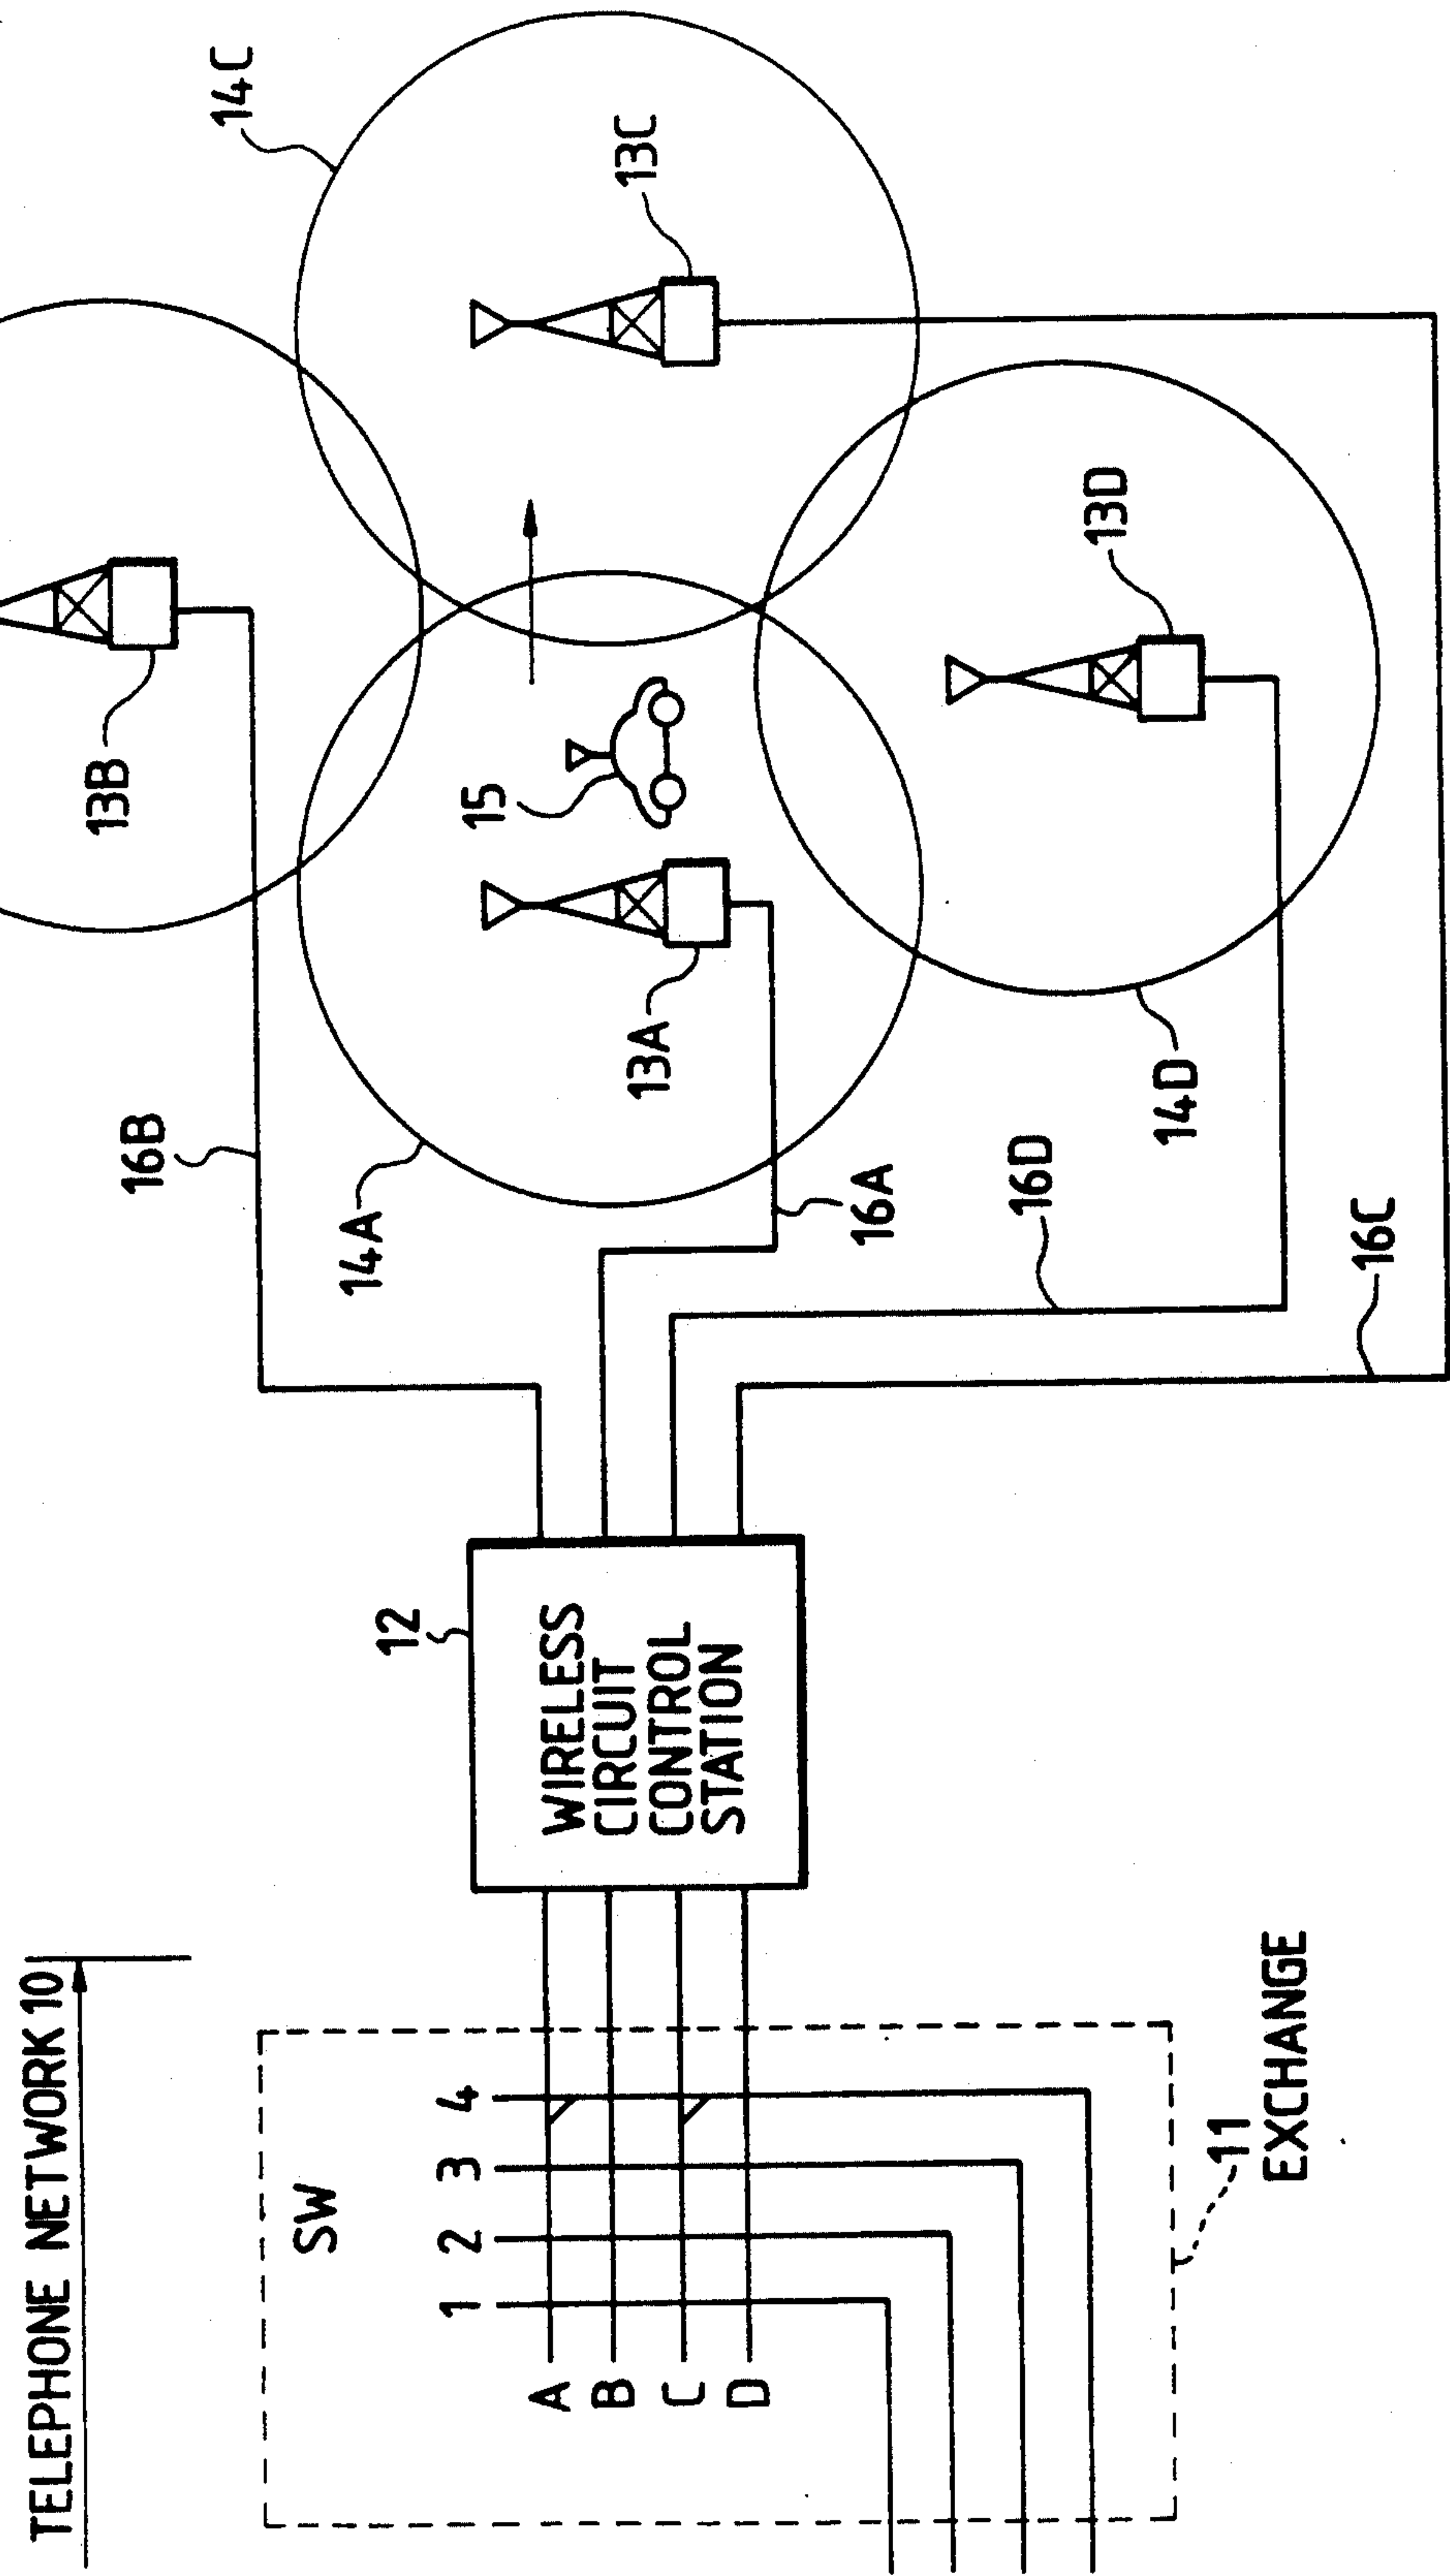 TELEPHONE NETWORK 10
SW
1 2 3 4
A
B
C
D
11
EXCHANGE
12
WIRELESS
CIRCUIT
CONTROL
STATION
16B
14A
16A
16D
16C
13B
13A
15
14D
13D
14C
13C